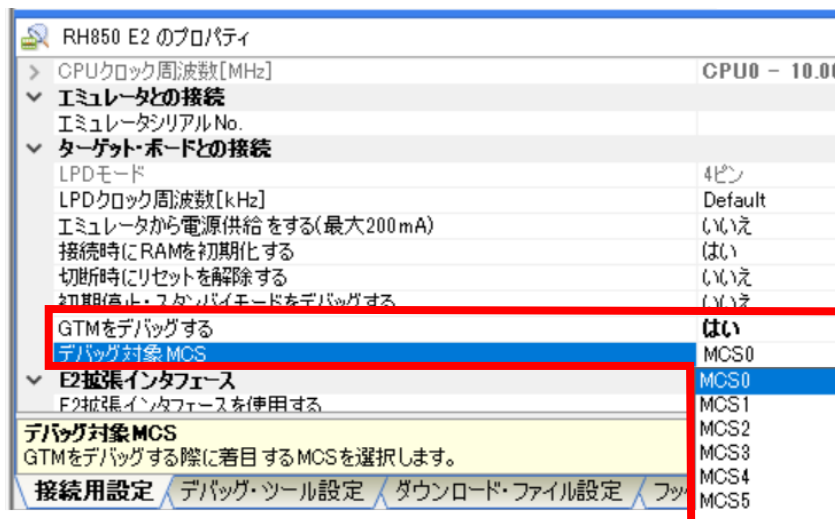 RH850 E2 のプロパティ
CPUクロック周波数[MHz] CPU0 - 10.00
エミュレータとの接続
エミュレータシリアルNo.
ターゲット・ボードとの接続
LPDモード 4ピン
LPDクロック周波数[kHz] Default
エミュレータから電源供給をする(最大200mA) いいえ
接続時にRAMを初期化する はい
切断時にリセットを解除する いいえ
初期停止・スタンバイモードをデバッグする いいえ
GTMをデバッグする はい
デバッグ対象MCS MCS0
E2拡張インタフェース MCS0
E2拡張インタフェースを使用する MCS1
MCS2
デバッグ対象MCS
GTMをデバッグする際に着目するMCSを選択します。 MCS3
MCS4
接続用設定 デバッグ・ツール設定 ダウンロード・ファイル設定 フッ MCS5